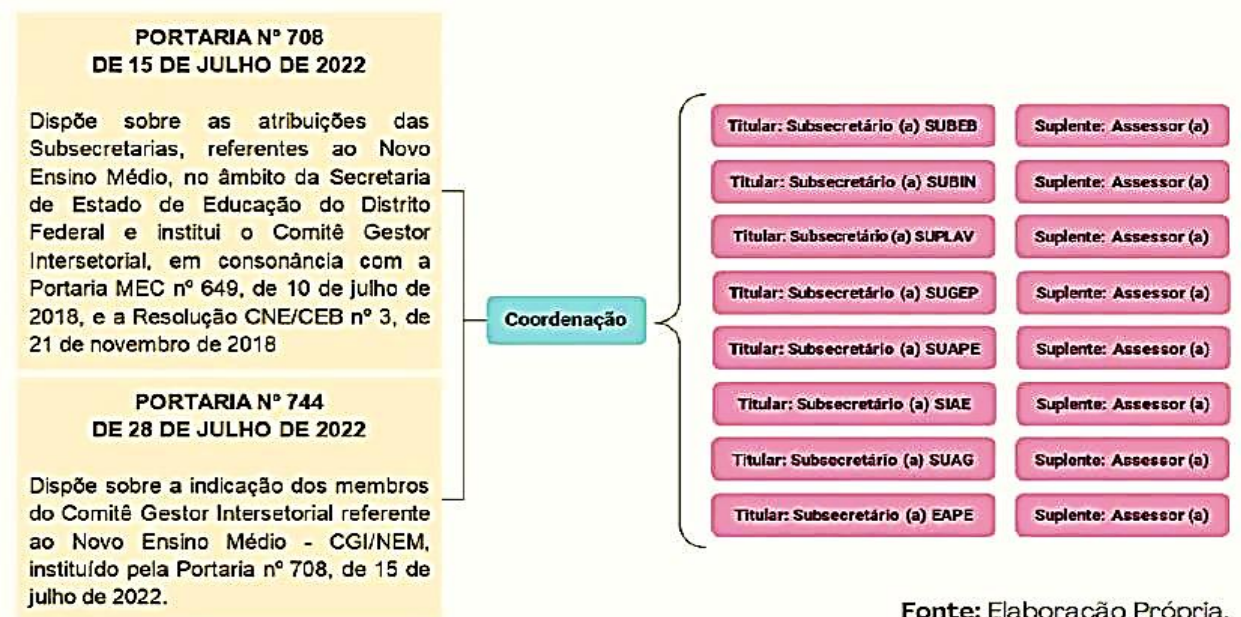 PORTARIA Nº 708
DE 15 DE JULHO DE 2022
Dispõe sobre as atribuições das
Subsecretarias, referentes ao Novo
Ensino Médio, no âmbito da Secretaria
de Estado de Educação do Distrito
Federal e institui o Comitê Gestor
Intersetorial, em consonância com a
Portaria MEC nº 649, de 10 de julho de
2018, e a Resolução CNE/CEB nº 3, de
21 de novembro de 2018
PORTARIA Nº 744
DE 28 DE JULHO DE 2022
Dispõe sobre a indicação dos membros
do Comitê Gestor Intersetorial referente
ao Novo Ensino Médio - CGI/NEM,
instituído pela Portaria nº 708, de 15 de
julho de 2022.
Coordenação
Titular: Subsecretário (a) SUBEB
Suplente: Assessor (a)
Titular: Subsecretário (a) SUBIN
Suplente: Assessor (a)
Titular: Subsecretário (a) SUPLAV
Suplente: Assessor (a)
Titular: Subsecretário (a) SUGEP
Suplente: Assessor (a)
Titular: Subsecretário (a) SUAPE
Suplente: Assessor (a)
Titular: Subsecretário (a) SIAE
Suplente: Assessor (a)
Titular: Subsecretário (a) SUAG
Suplente: Assessor (a)
Titular: Subsecretário (a) EAPE
Suplente: Assessor (a)
Fonte: Elaboração Própria.